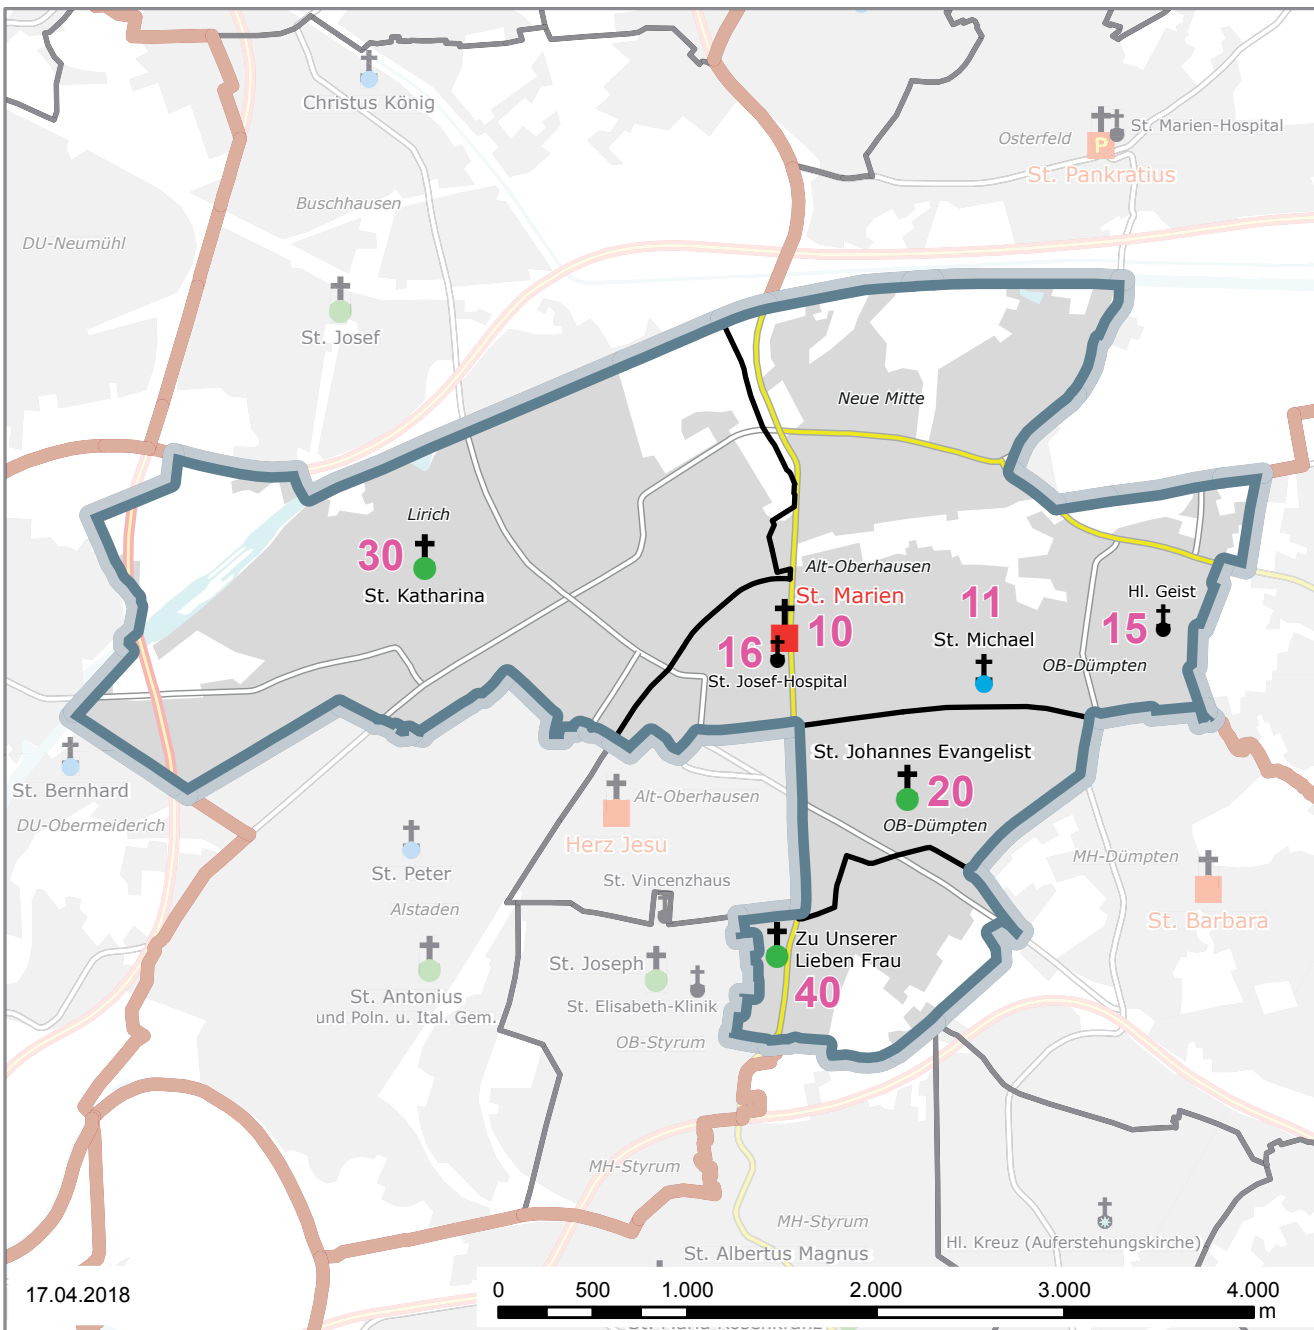 Christus König
St. Marien-Hospital
Osterfeld
P
St. Pankratius
Buschhausen
DU-Neumühl
St. Josef
Neue Mitte
Lirich
30
St. Katharina
Alt-Oberhausen
St. Marien
10
16
St. Josef-Hospital
11
St. Michael
Hl. Geist
15
OB-Dümpten
St. Johannes Evangelist
20
OB-Dümpten
St. Bernhard
DU-Obermeiderich
Alt-Oberhausen
Herz Jesu
St. Peter
Alstaden
St. Vincenzhaus
MH-Dümpten
St. Barbara
Zu Unserer
Lieben Frau
40
St. Joseph
St. Elisabeth-Klinik
OB-Styrum
St. Antonius
und Poln. u. Ital. Gem.
MH-Styrum
MH-Styrum
Hl. Kreuz (Auferstehungskirche)
St. Albertus Magnus
17.04.2018
0 500 1.000 2.000 3.000 4.000
m